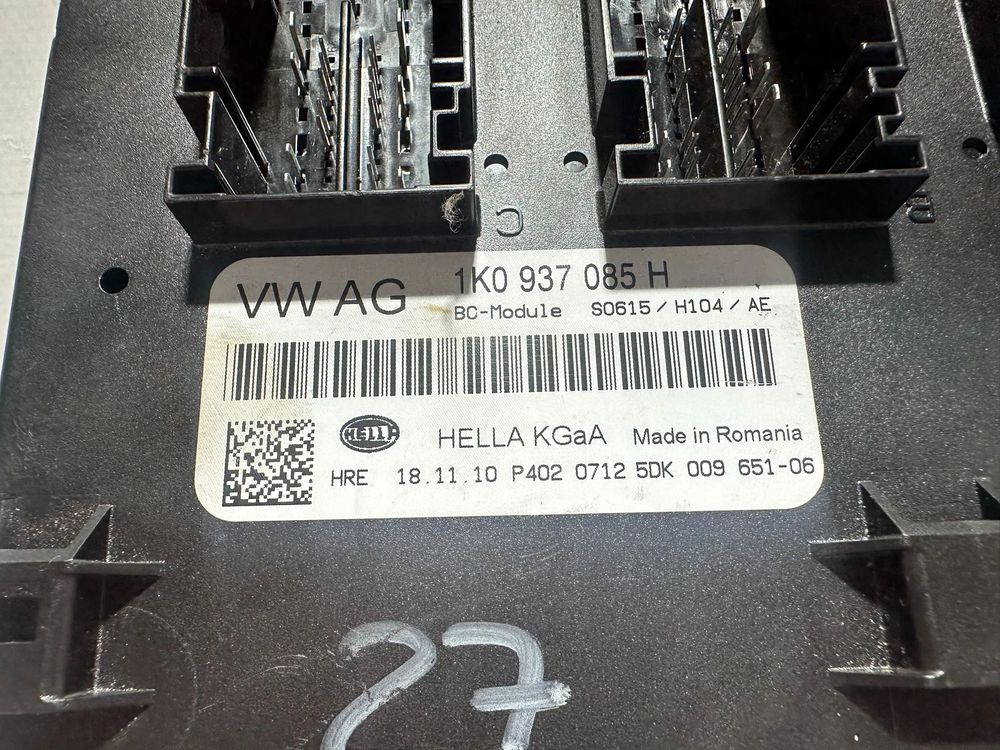 C
VW AG 1K0 937 085 H
BC-Module S0615 / H104 / AE
HELLA HELLA KGaA Made in Romania
HRE 18.11.10 P402 0712 5DK 009 651-06
27